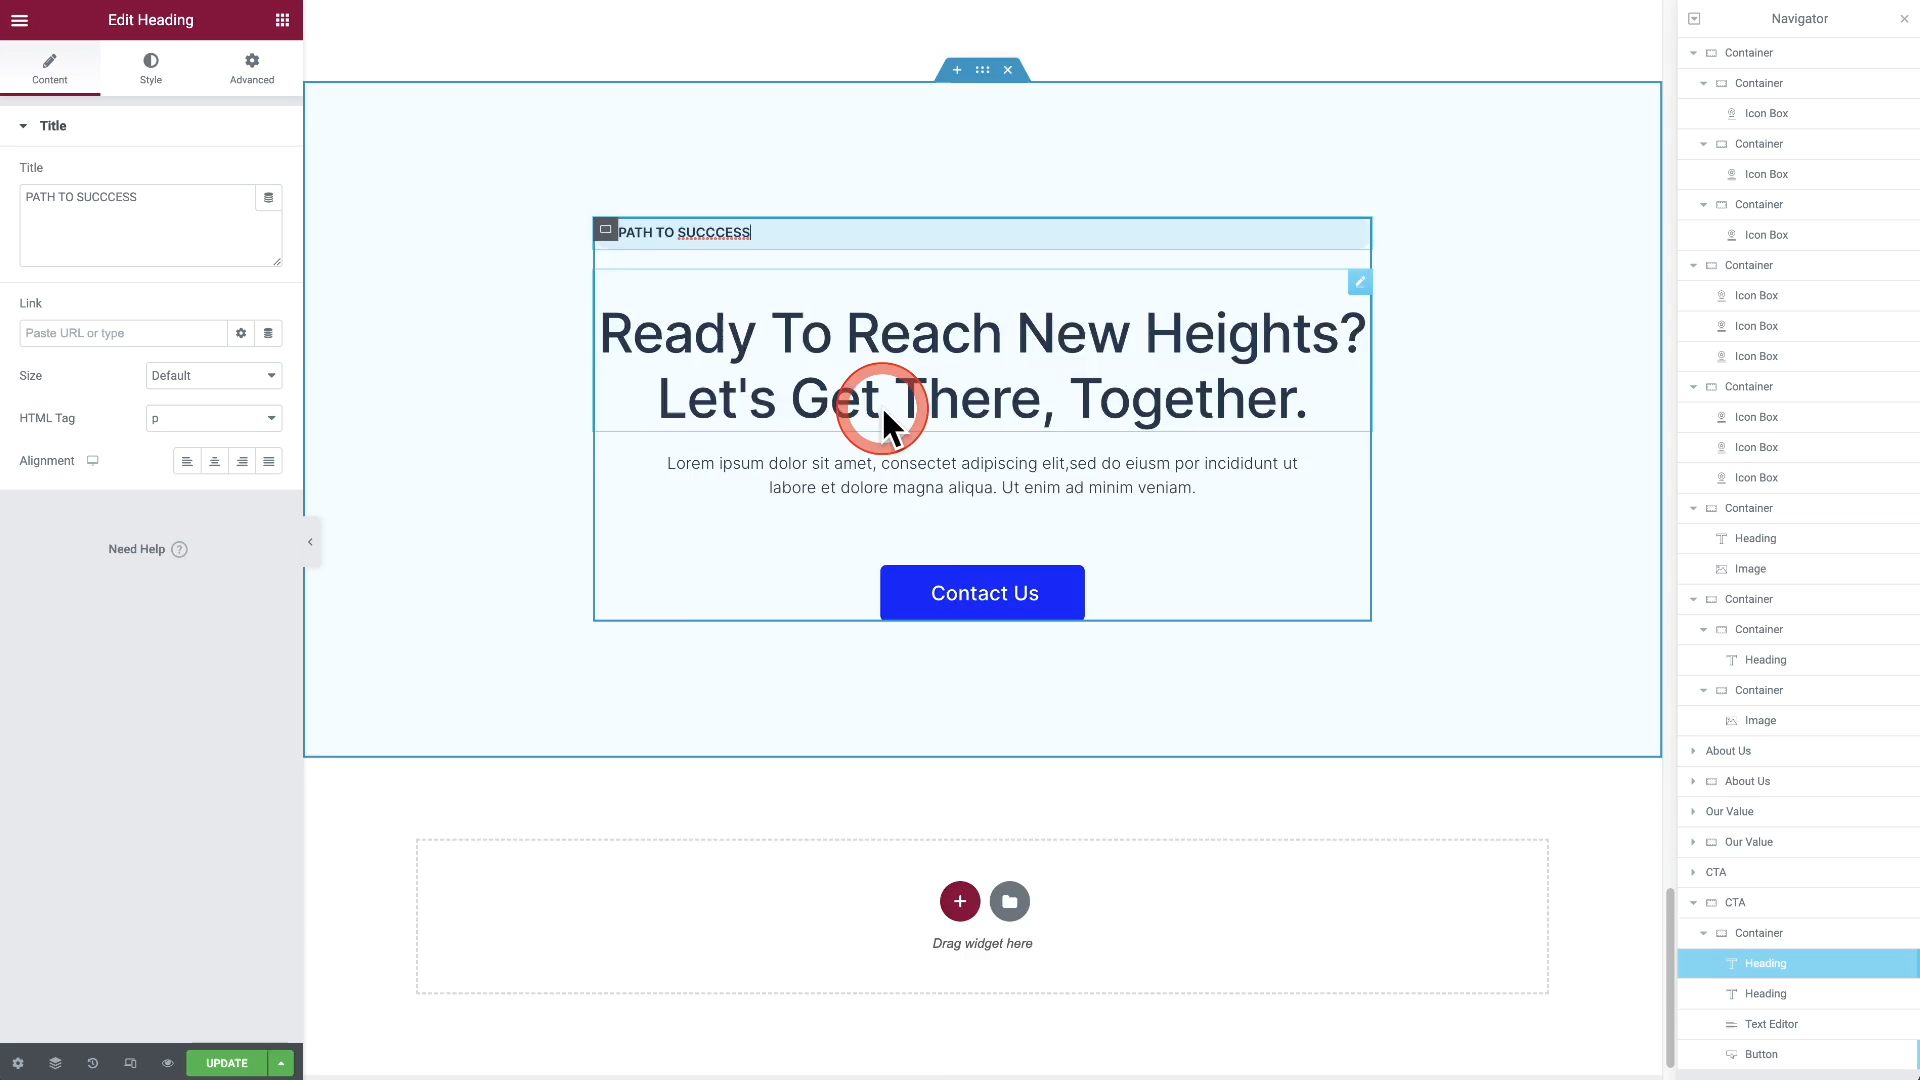 Edit Heading
Content
Style
Advanced
Title
Title
PATH TO SUCCCESS
Link
Paste URL or type
Size
Default
HTML Tag
p
Alignment
Need Help
?
UPDATE
PATH TO SUCCCESS
Ready To Reach New Heights?
Let's Get There, Together.
Lorem ipsum dolor sit amet, consectet adipiscing elit,sed do eiusm por incididunt ut
labore et dolore magna aliqua. Ut enim ad minim veniam.
Contact Us
Drag widget here
Navigator
Container
Container
Icon Box
Container
Icon Box
Container
Icon Box
Container
Icon Box
Icon Box
Icon Box
Container
Icon Box
Icon Box
Icon Box
Container
Heading
Image
Container
Container
Heading
Container
Image
About Us
About Us
Our Value
Our Value
CTA
CTA
Container
Heading
Heading
Text Editor
Button